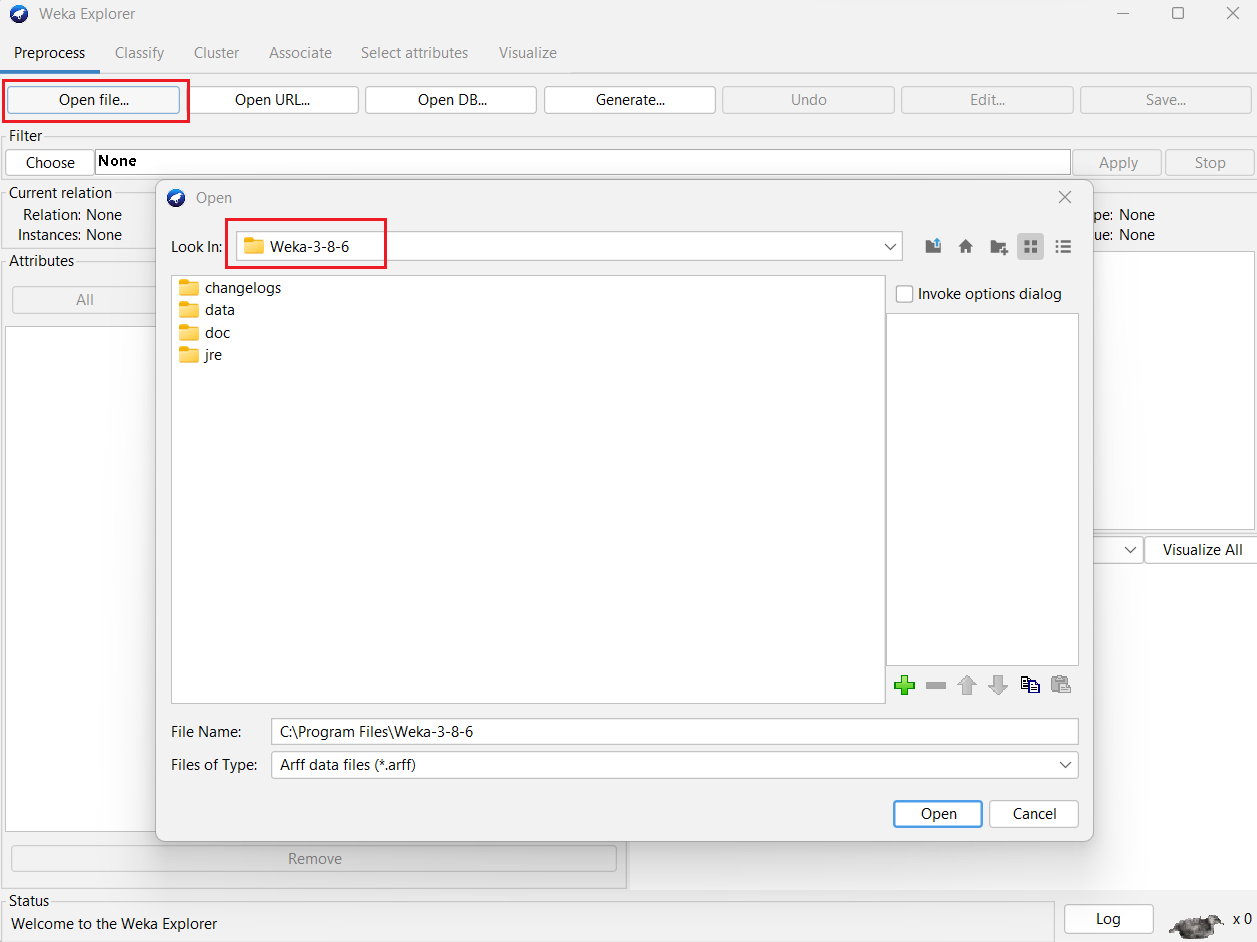 Weka Explorer
Preprocess Classify Cluster Associate Select attributes Visualize
Open file... Open URL... Open DB... Generate... Undo Edit... Save...
Filter
Choose None Apply Stop
Current relation
Relation: None
Instances: None
pe: None
ue: None
Attributes
All
Open
Look In: Weka-3-8-6
changelogs
data
doc
jre
Invoke options dialog
Visualize All
File Name: C:\Program Files\Weka-3-8-6
Files of Type: Arff data files (*.arff)
Open Cancel
Remove
Status
Welcome to the Weka Explorer
Log x 0